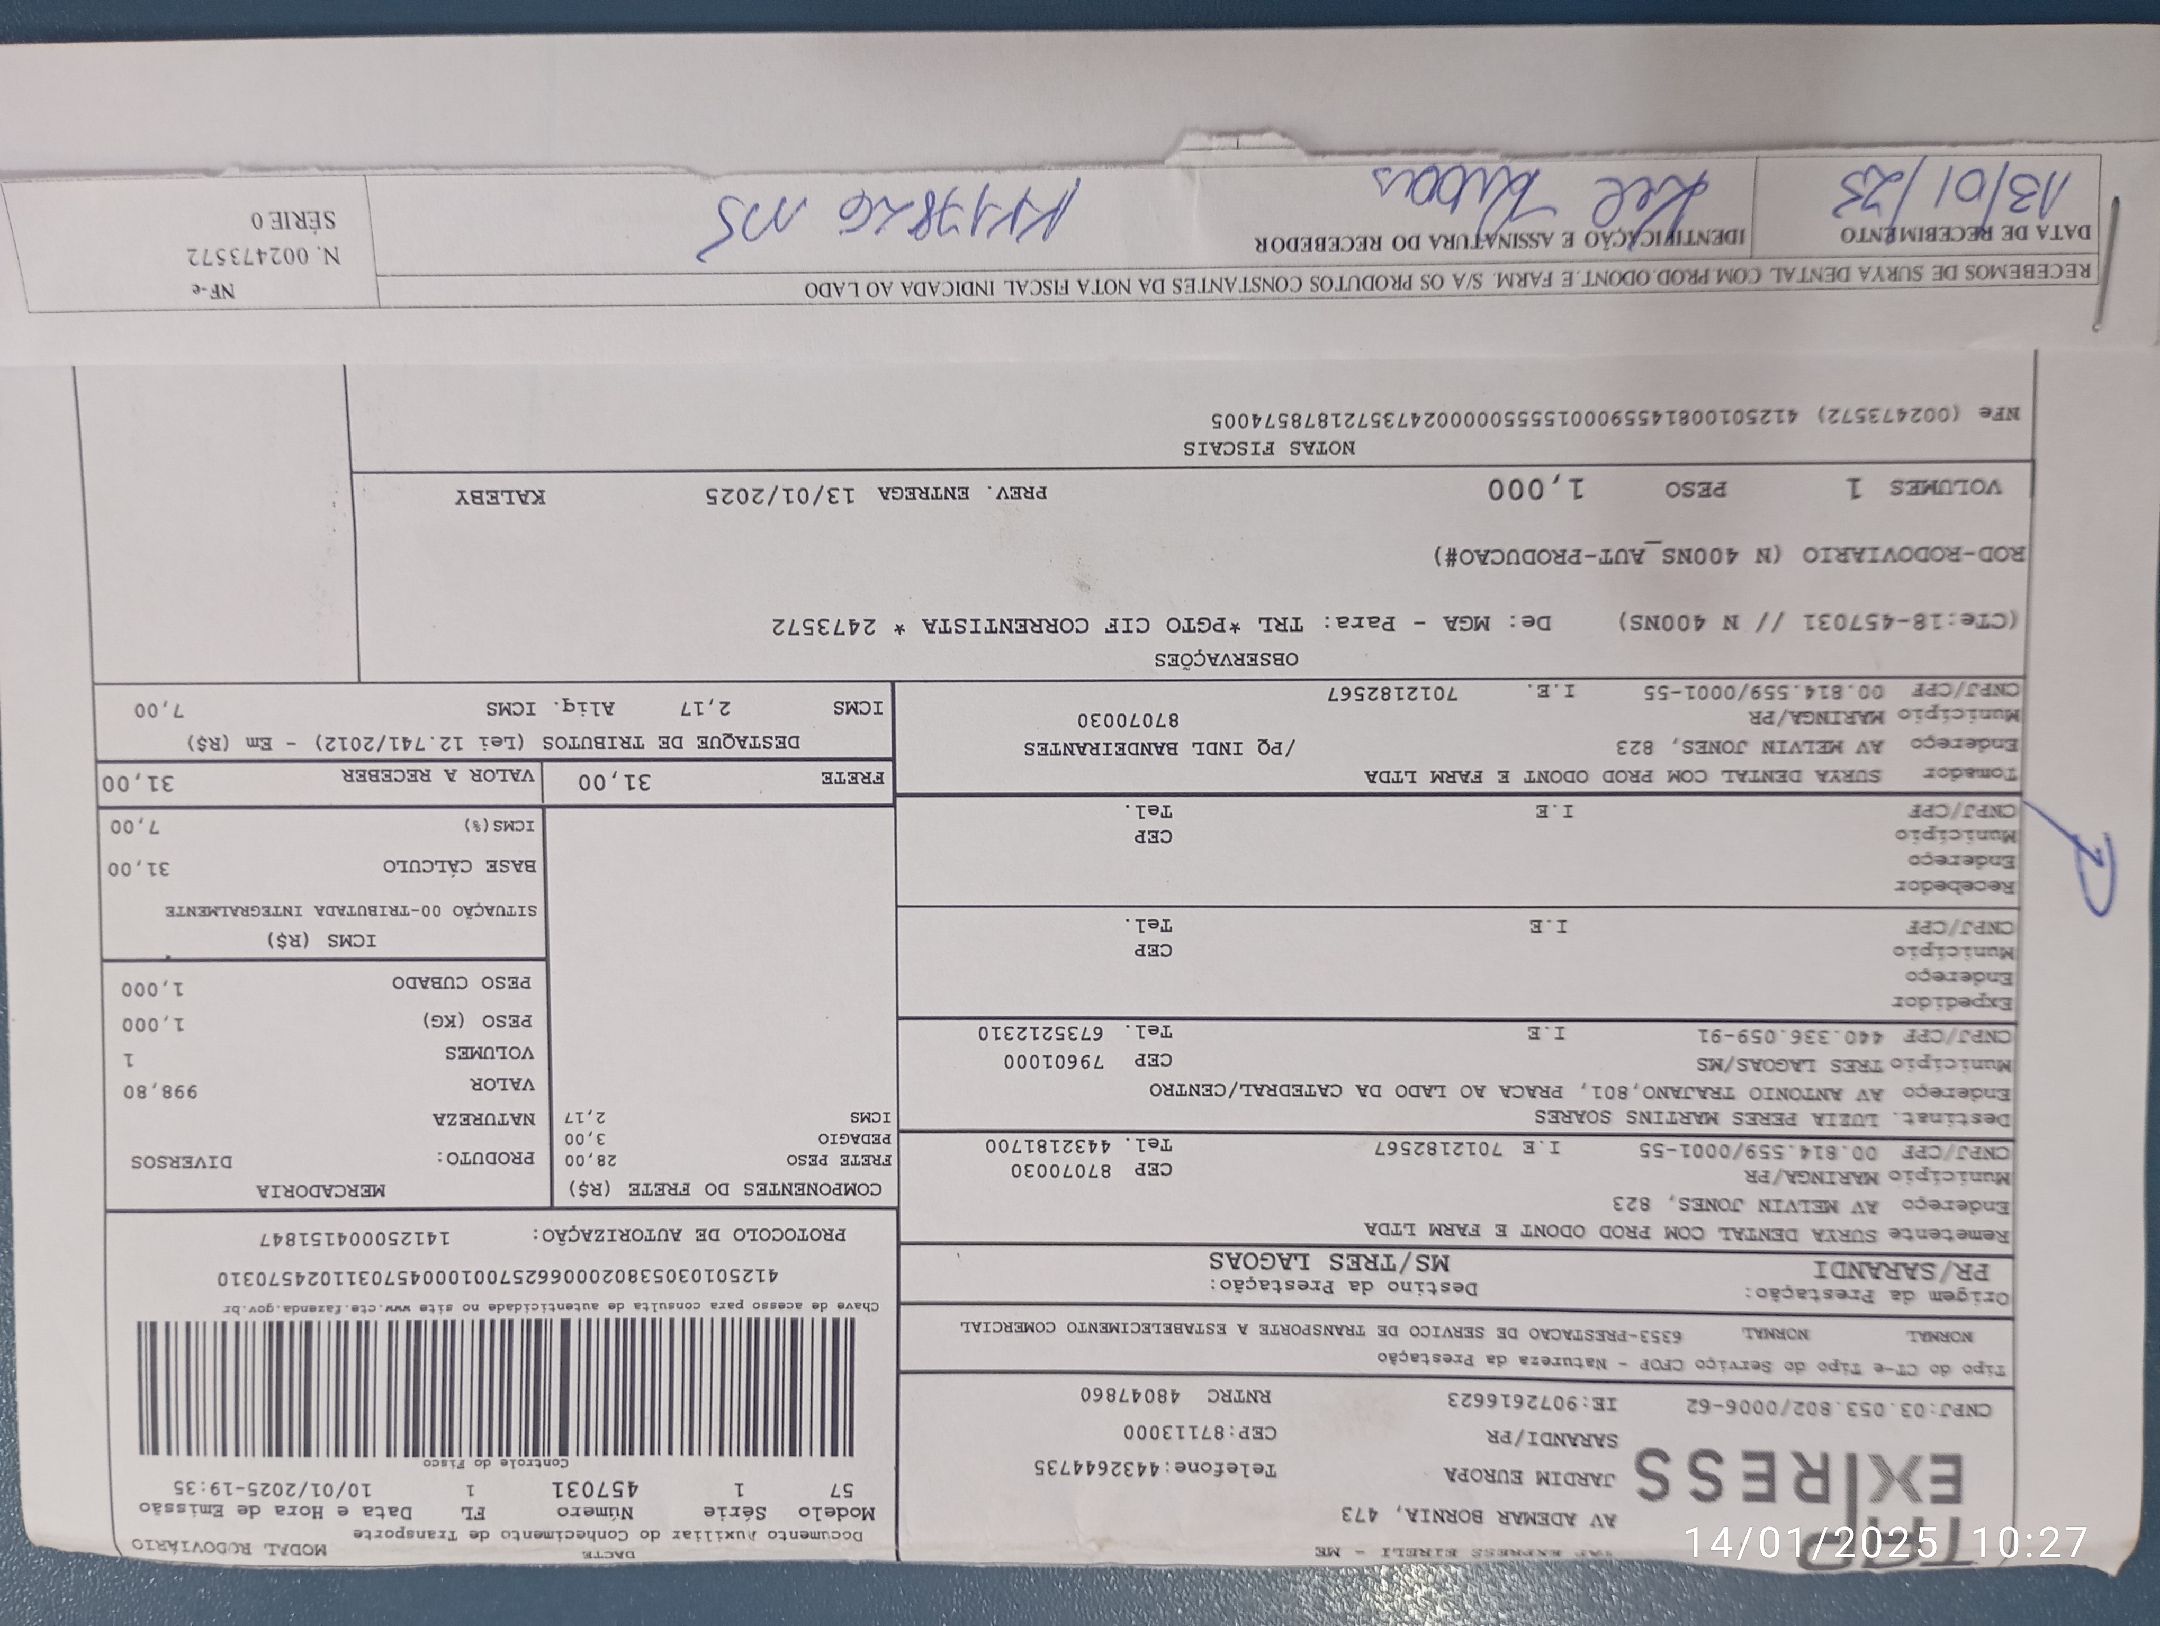 14/01/2025 10:27
TRP
EXPRESS
EXPRESS EIRELI - ME
AV ADEMAR BORNIA, 473
JARDIM EUROPA Telefone:4432644735
SARANDI/PR CEP:87113000
CNPJ:03.053.802/0006-62 IE:9072616623 RNTRC 48047860
DACTE MODAL RODOVIÁRIO
Documento Auxiliar do Conhecimento de Transporte
Modelo Série Número FL Data e Hora de Emissão
57 1 457031 1 10/01/2025-19:35
Controle do Fisco
Chave de acesso para consulta de autenticidade no site www.cte.fazenda.gov.br
41250103053802000662570010004570311024570310
PROTOCOLO DE AUTORIZAÇÃO: 141250004151847
Tipo do CT-e Tipo do Serviço CFOP - Natureza da Prestação
NORMAL NORMAL 6353-PRESTACAO DE SERVICO DE TRANSPORTE A ESTABELECIMENTO COMERCIAL
Origem da Prestação: Destino da Prestação:
PR/SARANDI MS/TRES LAGOAS
Remetente SURYA DENTAL COM PROD ODONT E FARM LTDA
Endereço AV MELVIN JONES, 823
Município MARINGA/PR CEP 87070030
CNPJ/CPF 00.814.559/0001-55 I.E 7012182567 Tel. 4432181700
Destinat. LUZIA PERES MARTINS SOARES
Endereço AV ANTONIO TRAJANO,801, PRACA AO LADO DA CATEDRAL/CENTRO
Município TRES LAGOAS/MS CEP 79601000
CNPJ/CPF 440.336.059-91 I.E Tel. 6735212310
Expedidor
Endereço
Município CEP
CNPJ/CPF I.E Tel.
Recebedor
Endereço
Município CEP
CNPJ/CPF I.E Tel.
Tomador SURYA DENTAL COM PROD ODONT E FARM LTDA
Endereço AV MELVIN JONES, 823 /PQ INDL BANDEIRANTES
Município MARINGA/PR 87070030
CNPJ/CPF 00.814.559/0001-55 I.E. 7012182567
COMPONENTES DO FRETE (R$)
FRETE PESO 28,00
PEDAGIO 3,00
ICMS 2,17
MERCADORIA
PRODUTO: DIVERSOS
NATUREZA
VALOR 998,80
VOLUMES 1
PESO (KG) 1,000
PESO CUBADO 1,000
ICMS (R$)
SITUAÇÃO 00-TRIBUTADA INTEGRALMENTE
BASE CÁLCULO 31,00
ICMS(%) 7,00
FRETE 31,00 VALOR A RECEBER 31,00
DESTAQUE DE TRIBUTOS (Lei 12.741/2012) - Em (R$)
ICMS 2,17 Aliq. ICMS 7,00
OBSERVAÇÕES
(CTe:18-457031 // N 400NS) De: MGA - Para: TRL *PGTO CIF CORRENTISTA * 2473572
ROD-RODOVIARIO (N 400NS_AUT-PRODUCAO#)
VOLUMES 1 PESO 1,000 PREV. ENTREGA 13/01/2025 KALEBY
NOTAS FISCAIS
NFe (002473572) 41250100814559000155550000024735721878574005
RECEBEMOS DE SURYA DENTAL COM.PROD.ODONT.E FARM. S/A OS PRODUTOS CONSTANTES DA NOTA FISCAL INDICADA AO LADO
DATA DE RECEBIMENTO IDENTIFICAÇÃO E ASSINATURA DO RECEBEDOR
13/01/25
NF-e
N. 002473572
SÉRIE 0